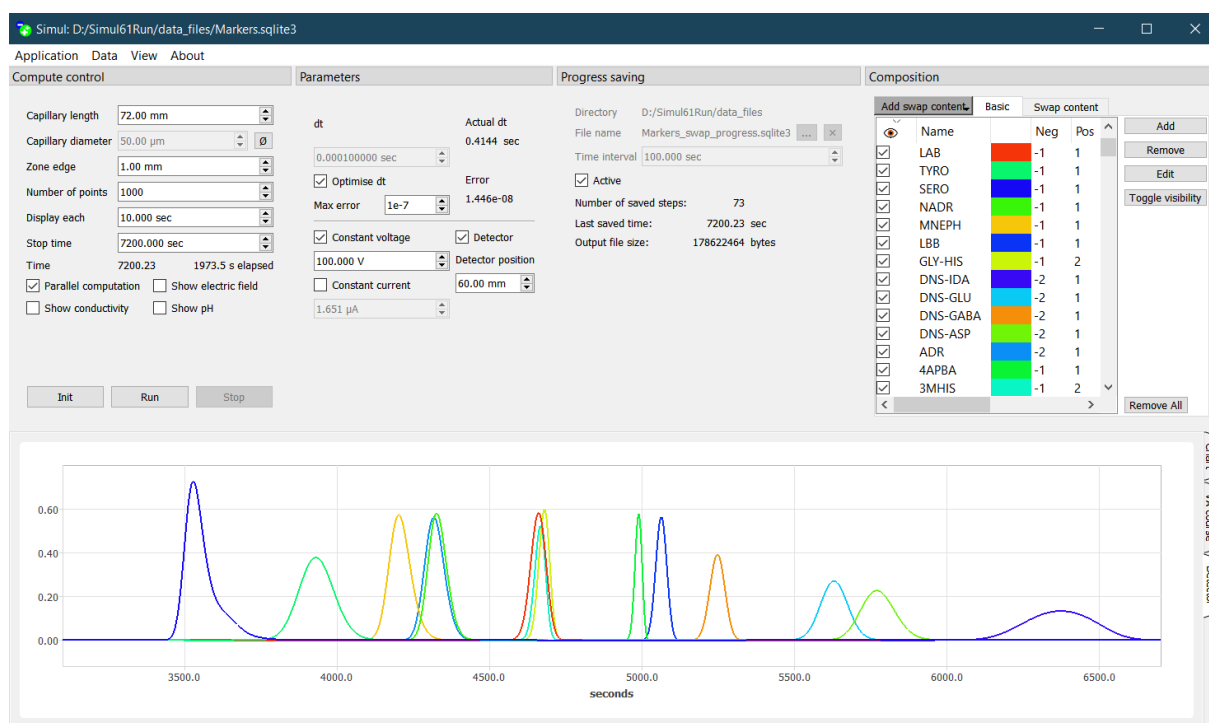 Simul: D:/Simul61Run/data_files/Markers.sqlite3
Application Data View About
Compute control
Capillary length 72.00 mm
Capillary diameter 50.00 μm Ø
Zone edge 1.00 mm
Number of points 1000
Display each 10.000 sec
Stop time 7200.000 sec
Time 7200.23 1973.5 s elapsed
Parallel computation Show electric field
Show conductivity Show pH
Init Run Stop
Parameters
dt Actual dt
0.4144 sec
0.000100000 sec
Optimise dt Error
1.446e-08
Max error 1e-7
Constant voltage Detector
100.000 V Detector position
Constant current 60.00 mm
1.651 μA
Progress saving
Directory D:/Simul61Run/data_files
File name Markers_swap_progress.sqlite3 ... ×
Time interval 100.000 sec
Active
Number of saved steps: 73
Last saved time: 7200.23 sec
Output file size: 178622464 bytes
Composition
Add swap content Basic Swap content
Name Neg Pos
LAB -1 1
TYRO -1 1
SERO -1 1
NADR -1 1
MNEPH -1 1
LBB -1 1
GLY-HIS -1 2
DNS-IDA -2 1
DNS-GLU -2 1
DNS-GABA -2 1
DNS-ASP -2 1
ADR -2 1
4APBA -1 1
3MHIS -1 2
Add
Remove
Edit
Toggle visibility
Remove All
0.60
0.40
0.20
0.00
3500.0 4000.0 4500.0 5000.0 5500.0 6000.0 6500.0
seconds